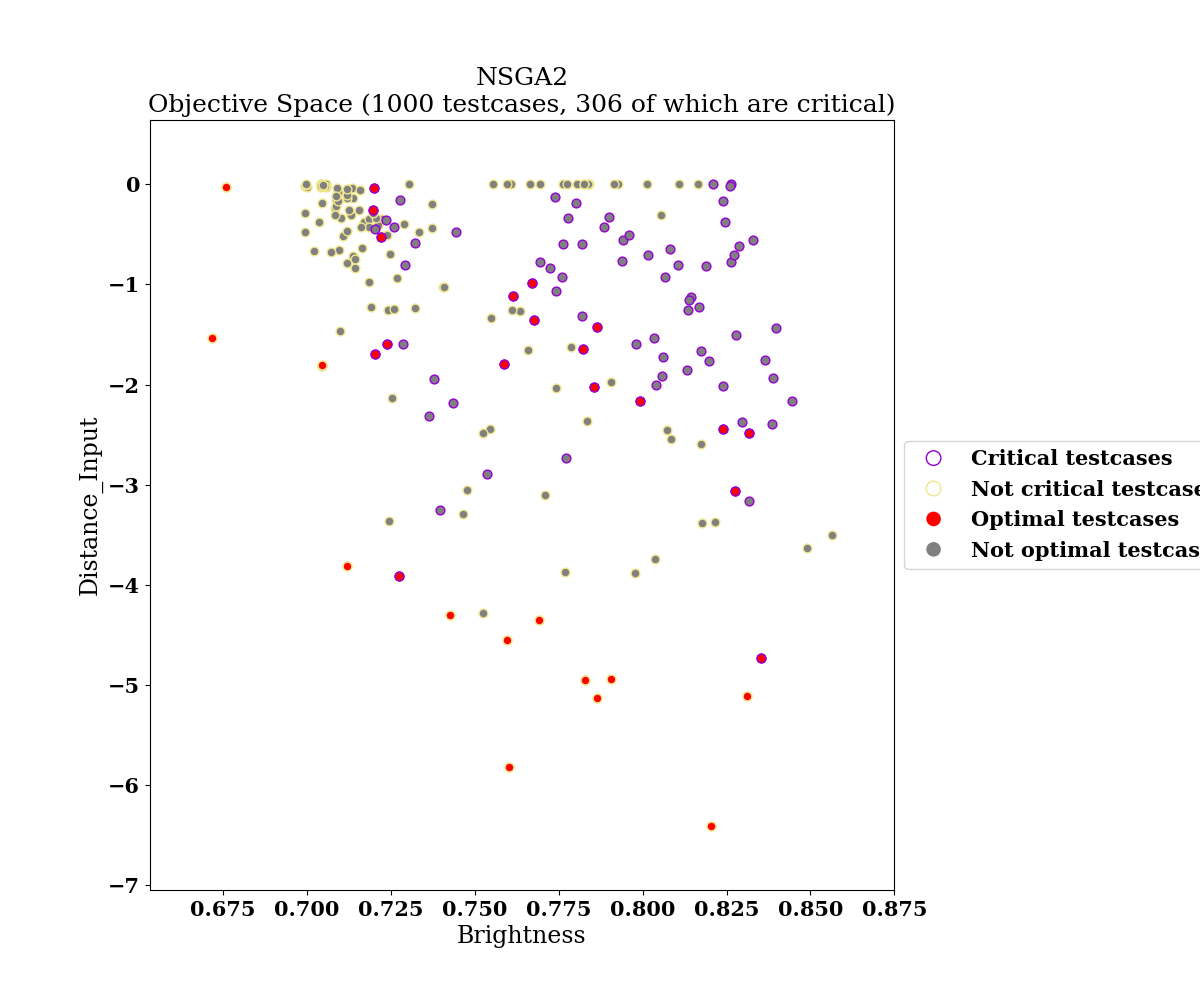 NSGA2
Objective Space (1000 testcases, 306 of which are critical)
0
−1
−2
−3
−4
−5
−6
−7
Distance_Input
0.675 0.700 0.725 0.750 0.775 0.800 0.825 0.850 0.875
Brightness
Critical testcases
Not critical testcase
Optimal testcases
Not optimal testcas